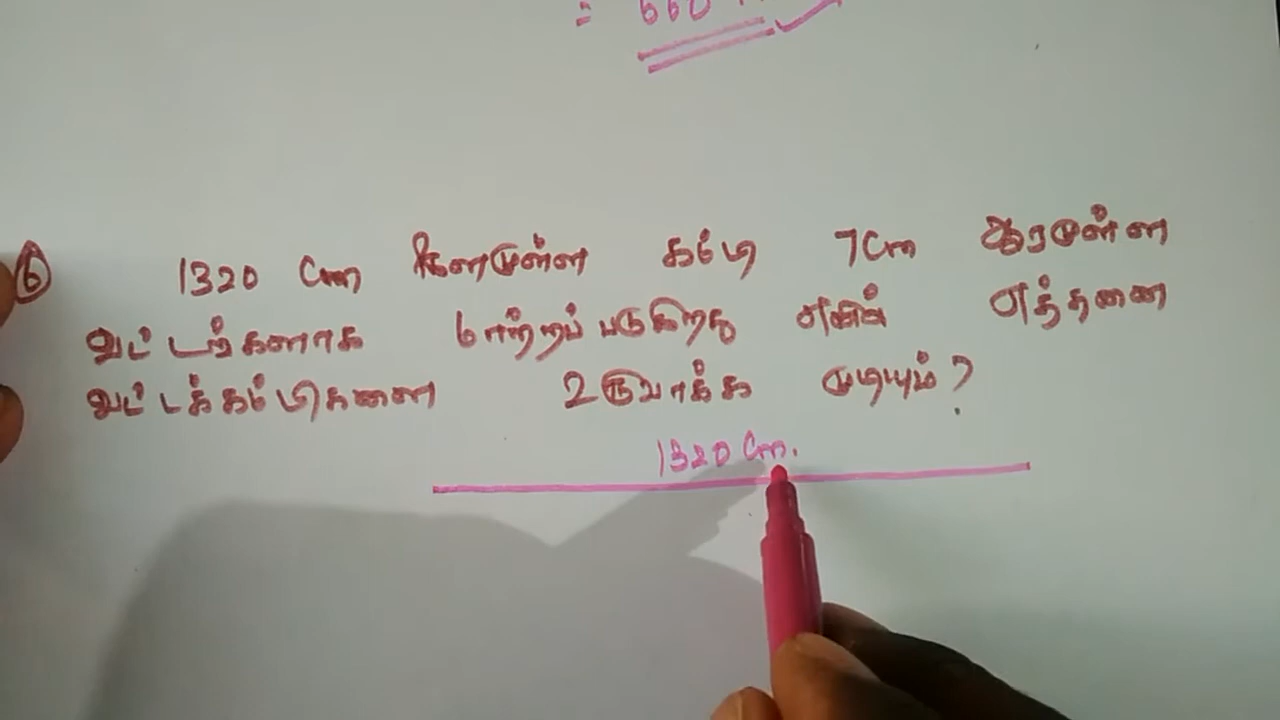 = 660
⑥ 1320 cm நீளமுள்ள கம்பி 7cm ஆரமுள்ள
வட்டங்களாக மாற்றப்படுகிறது எனின் எத்தனை
வட்டக்கம்பிகளை உருவாக்க முடியும்?
1320 cm.